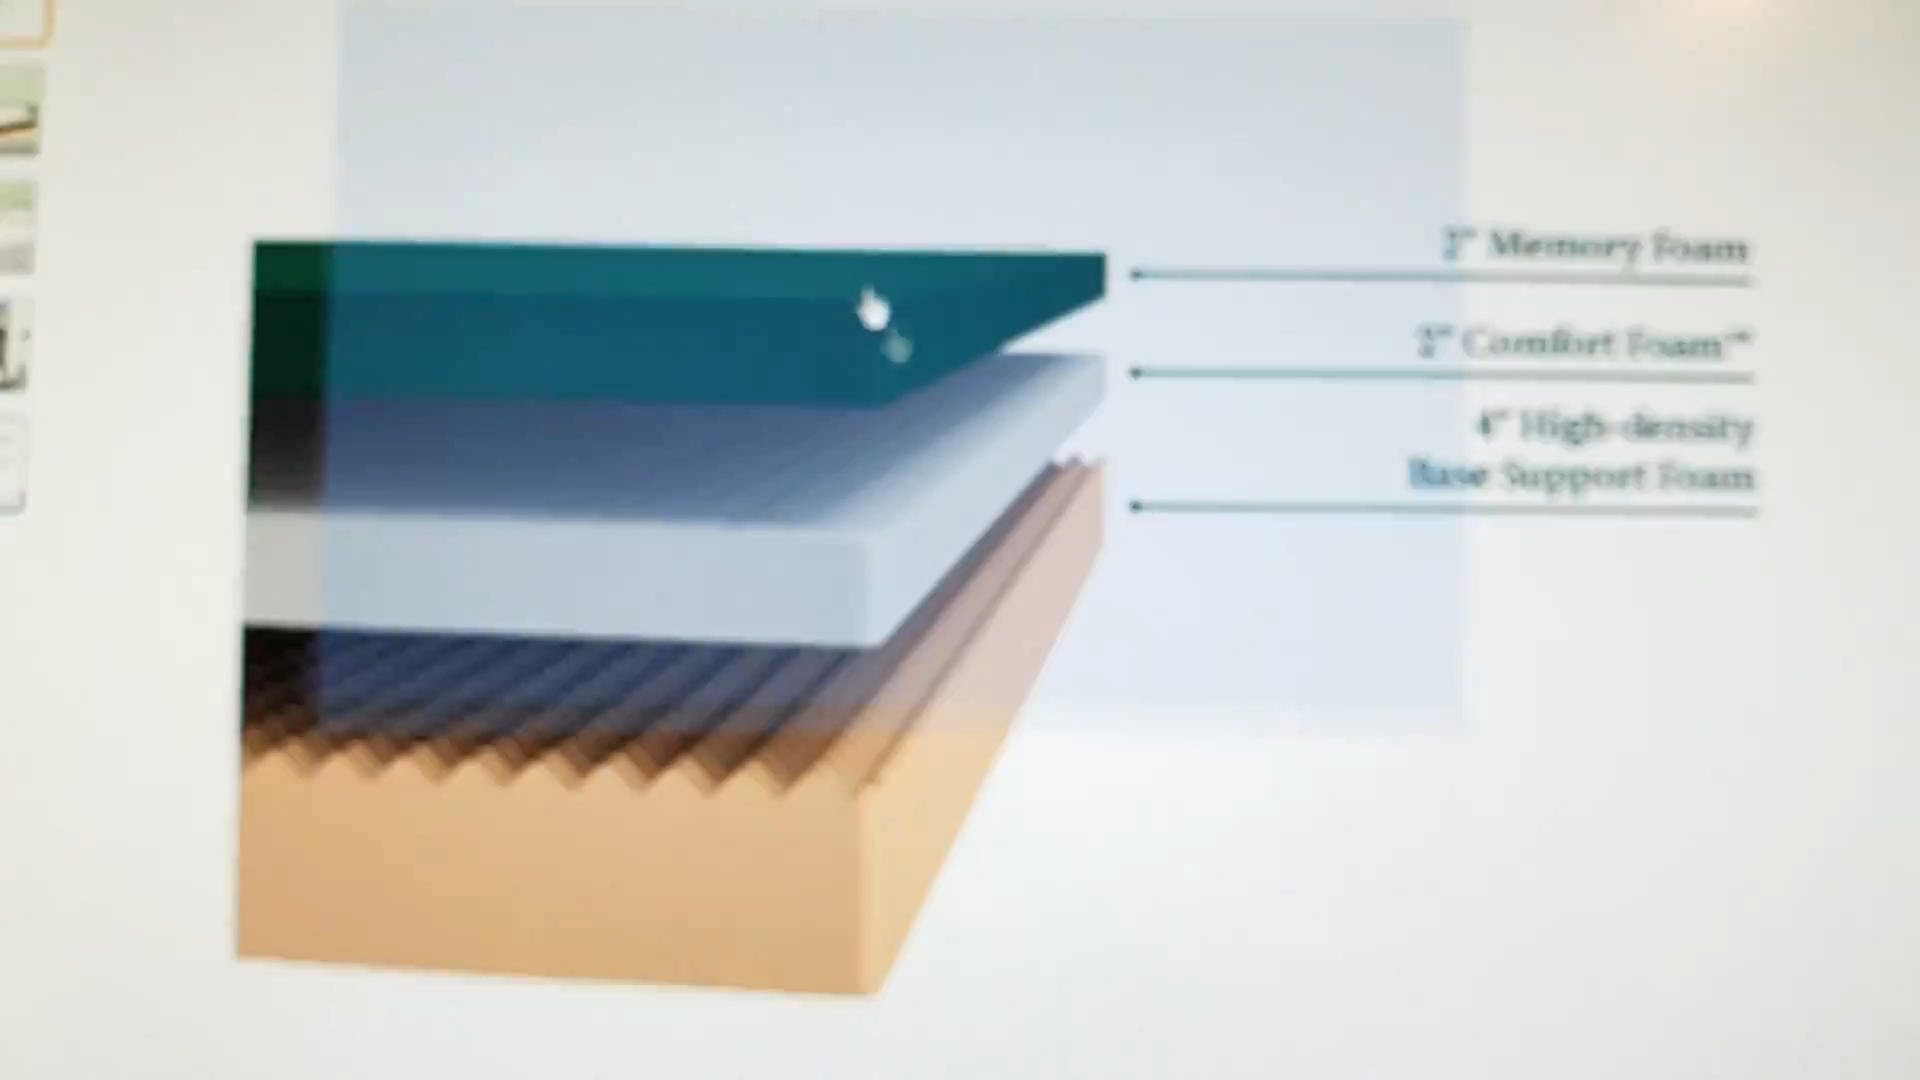 2" Memory Foam
2" Comfort Foam™
4" High-density
Base Support Foam